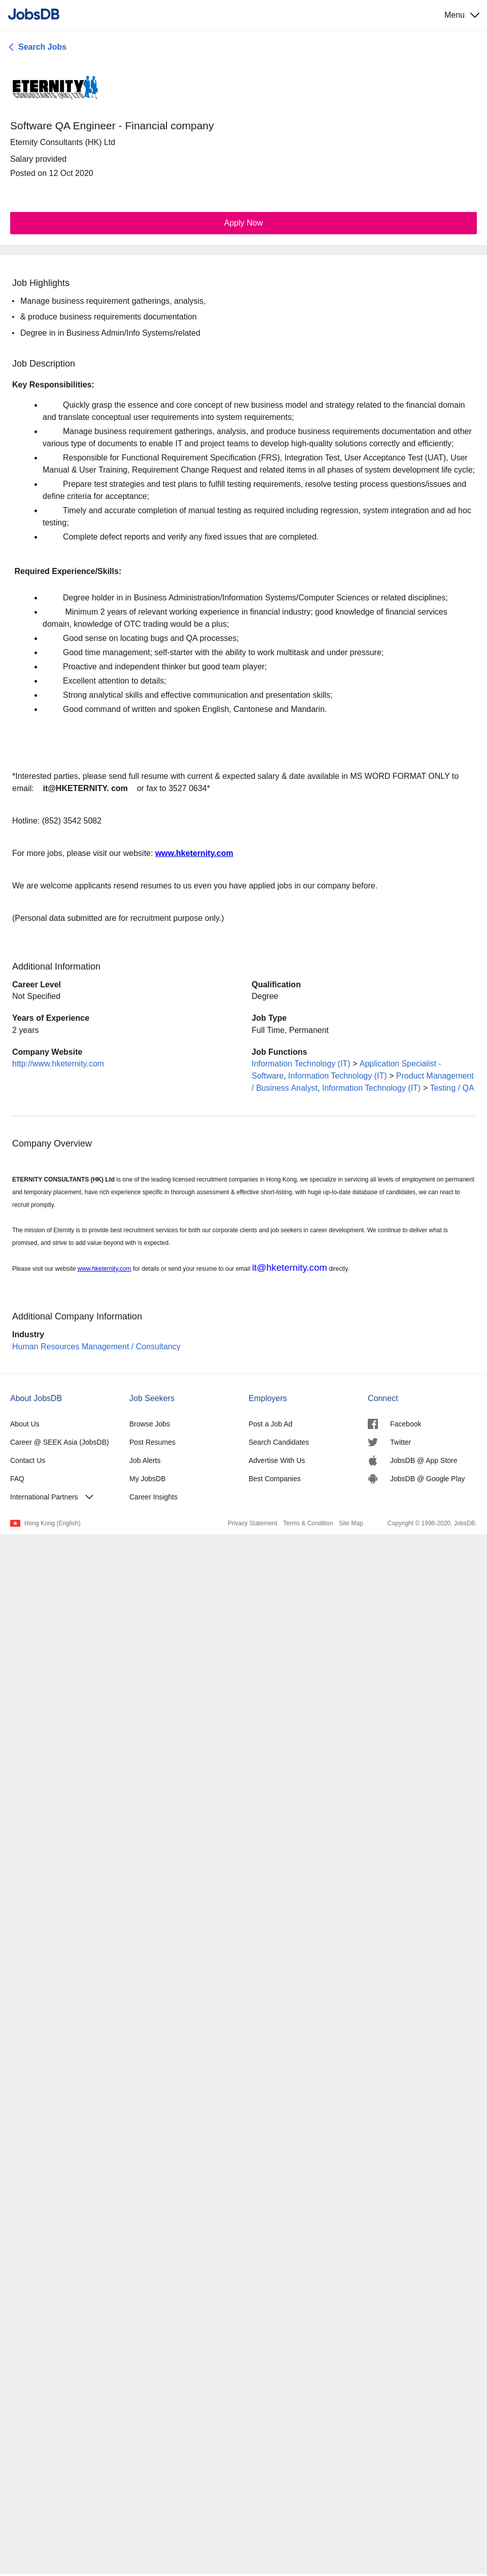 JobsDB
Menu
Search Jobs
ETERNITY
CONSULTANTS (HK) LTD
Software QA Engineer - Financial company
Eternity Consultants (HK) Ltd
Salary provided
Posted on 12 Oct 2020
Apply Now
Job Highlights
• Manage business requirement gatherings, analysis,
• & produce business requirements documentation
• Degree in in Business Admin/Info Systems/related
Job Description
Key Responsibilities:
• Quickly grasp the essence and core concept of new business model and strategy related to the financial domain
and translate conceptual user requirements into system requirements;
• Manage business requirement gatherings, analysis, and produce business requirements documentation and other
various type of documents to enable IT and project teams to develop high-quality solutions correctly and efficiently;
• Responsible for Functional Requirement Specification (FRS), Integration Test, User Acceptance Test (UAT), User
Manual & User Training, Requirement Change Request and related items in all phases of system development life cycle;
• Prepare test strategies and test plans to fulfill testing requirements, resolve testing process questions/issues and
define criteria for acceptance;
• Timely and accurate completion of manual testing as required including regression, system integration and ad hoc
testing;
• Complete defect reports and verify any fixed issues that are completed.
Required Experience/Skills:
• Degree holder in in Business Administration/Information Systems/Computer Sciences or related disciplines;
• Minimum 2 years of relevant working experience in financial industry; good knowledge of financial services
domain, knowledge of OTC trading would be a plus;
• Good sense on locating bugs and QA processes;
• Good time management; self-starter with the ability to work multitask and under pressure;
• Proactive and independent thinker but good team player;
• Excellent attention to details;
• Strong analytical skills and effective communication and presentation skills;
• Good command of written and spoken English, Cantonese and Mandarin.
*Interested parties, please send full resume with current & expected salary & date available in MS WORD FORMAT ONLY to
email: it@HKETERNITY. com or fax to 3527 0634*
Hotline: (852) 3542 5082
For more jobs, please visit our website: www.hketernity.com
We are welcome applicants resend resumes to us even you have applied jobs in our company before.
(Personal data submitted are for recruitment purpose only.)
Additional Information
Career Level
Not Specified
Qualification
Degree
Years of Experience
2 years
Job Type
Full Time, Permanent
Company Website
http://www.hketernity.com
Job Functions
Information Technology (IT) > Application Specialist -
Software, Information Technology (IT) > Product Management
/ Business Analyst, Information Technology (IT) > Testing / QA
Company Overview
ETERNITY CONSULTANTS (HK) Ltd is one of the leading licensed recruitment companies in Hong Kong, we specialize in servicing all levels of employment on permanent
and temporary placement, have rich experience specific in thorough assessment & effective short-listing, with huge up-to-date database of candidates, we can react to
recruit promptly.
The mission of Eternity is to provide best recruitment services for both our corporate clients and job seekers in career development. We continue to deliver what is
promised, and strive to add value beyond with is expected.
Please visit our website www.hketernity.com for details or send your resume to our email it@hketernity.com directly.
Additional Company Information
Industry
Human Resources Management / Consultancy
About JobsDB
About Us
Career @ SEEK Asia (JobsDB)
Contact Us
FAQ
International Partners
Job Seekers
Browse Jobs
Post Resumes
Job Alerts
My JobsDB
Career Insights
Employers
Post a Job Ad
Search Candidates
Advertise With Us
Best Companies
Connect
Facebook
Twitter
JobsDB @ App Store
JobsDB @ Google Play
Hong Kong (English)
Privacy Statement Terms & Condition Site Map Copyright © 1998-2020, JobsDB.